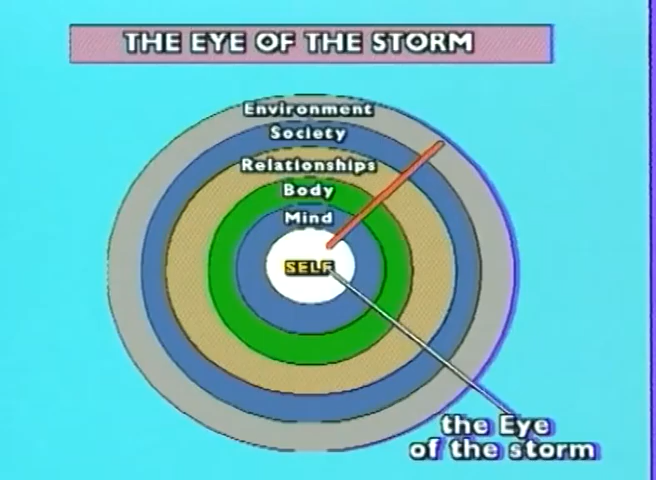 THE EYE OF THE STORM
Environment
Society
Relationships
Body
Mind
SELF
the Eye
of the storm